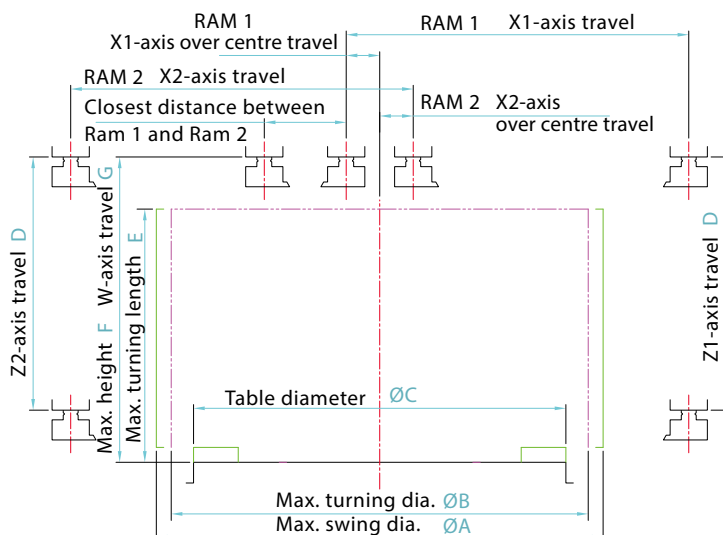 RAM 1
X1-axis over centre travel
RAM 1 X1-axis travel
RAM 2 X2-axis travel
Closest distance between
Ram 1 and Ram 2
RAM 2 X2-axis
over centre travel
Z2-axis travel D
Max. height F W-axis travel G
Max. turning length E
Z1-axis travel D
Table diameter ØC
Max. turning dia. ØB
Max. swing dia. ØA